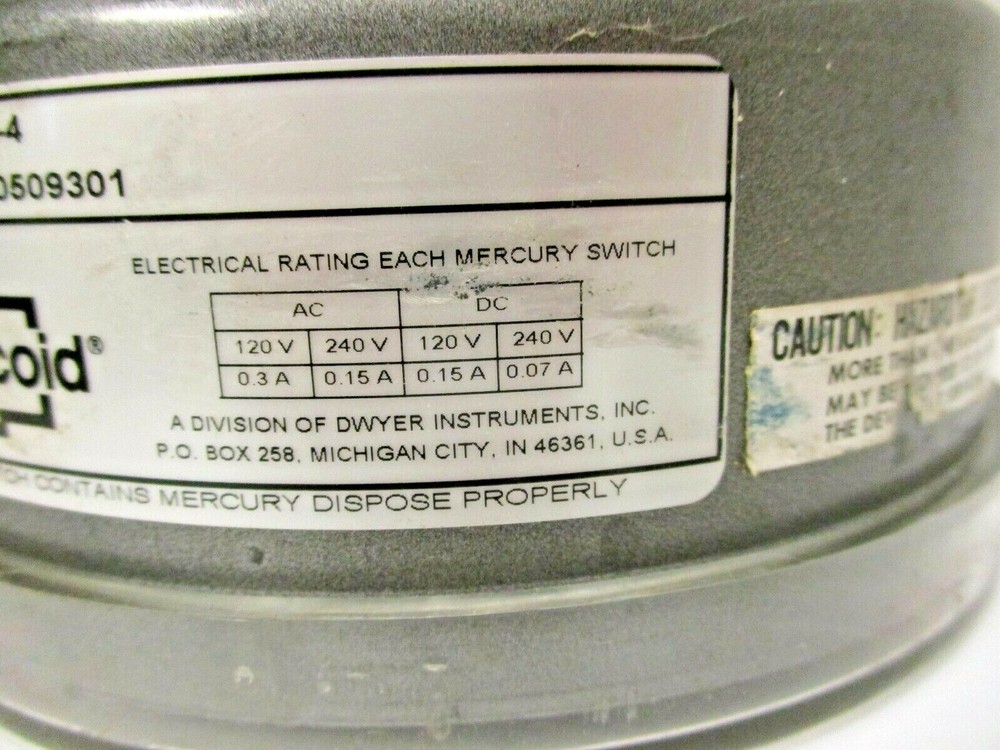 -4
0509301
ELECTRICAL RATING EACH MERCURY SWITCH
AC DC
120 V 240 V 120 V 240 V
0.3 A 0.15 A 0.15 A 0.07 A
coid®
A DIVISION OF DWYER INSTRUMENTS, INC.
P.O. BOX 258, MICHIGAN CITY, IN 46361, U.S.A.
CONTAINS MERCURY DISPOSE PROPERLY
CAUTION:
MORE
MAY BE
THE